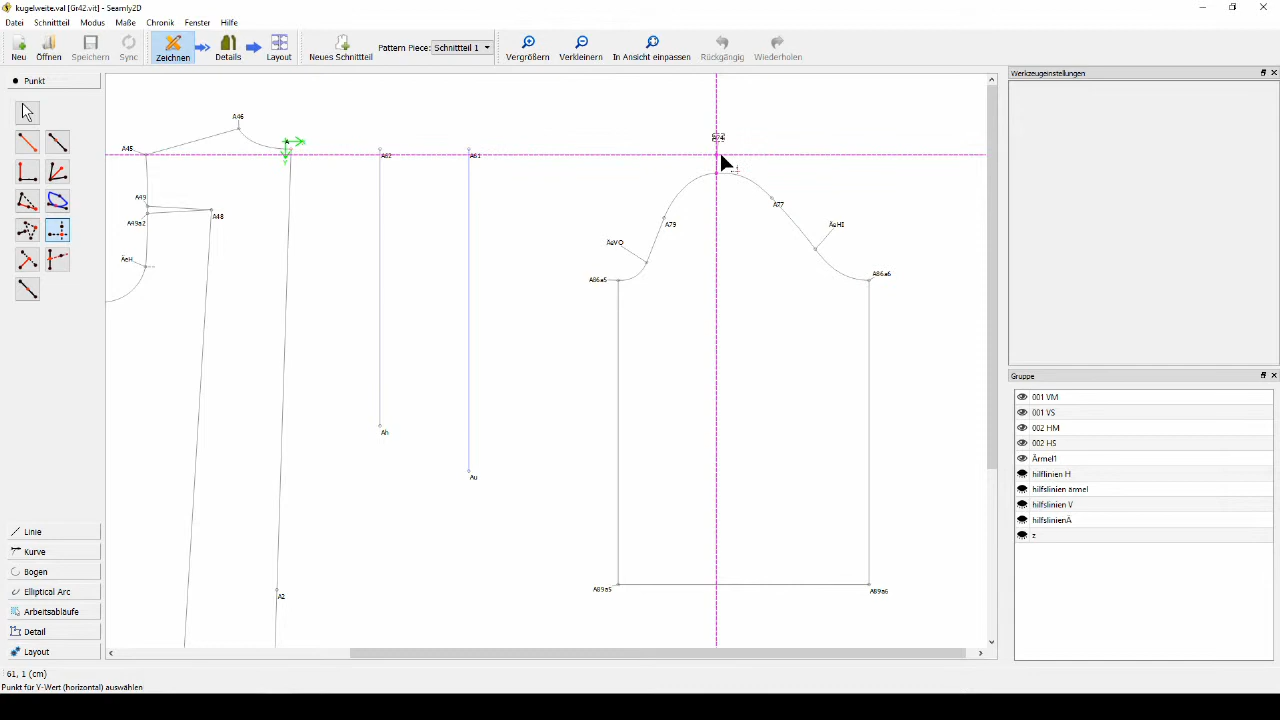 kugelweite.val [Gr42.vit] - Seamly2D
Datei Schnitteil Modus Maße Chronik Fenster Hilfe
Neu Öffnen Speichern Sync Zeichnen Details Layout Neues Schnittteil Pattern Piece: Schnittteil 1 Vergrößern Verkleinern In Ansicht einpassen Rückgängig Wiederholen
Punkt
Linie
Kurve
Bogen
Elliptical Arc
Arbeitsabläufe
Detail
Layout
A46
A45
A
A62
A61
A49
A48
A49a2
ÄeH
Ah
Au
A2
A79
A77
ÄeVO
ÄeHI
A86a5
A86a6
A89a5
A89a6
Werkzeugeinstellungen
Gruppe
001 VM
001 VS
002 HM
002 HS
Ärmel1
hilflinien H
hilfslinien ärmel
hilfslinien V
hilfslinienÄ
z
61, 1 (cm)
Punkt für Y-Wert (horizontal) auswählen